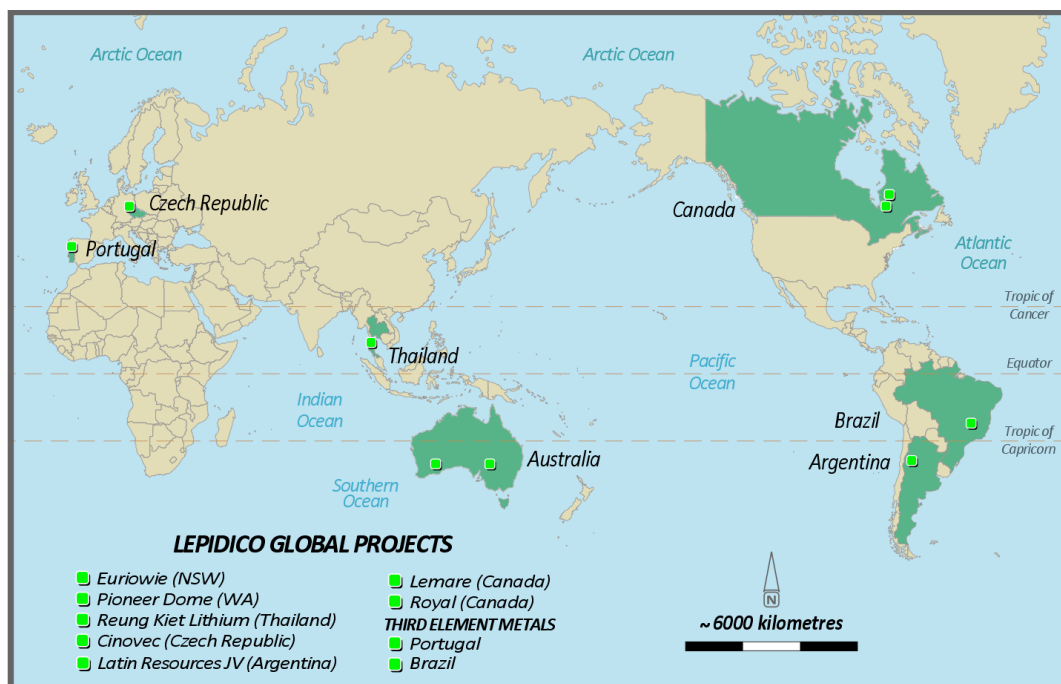 Arctic Ocean
Arctic Ocean
Czech Republic
Canada
Portugal
Atlantic
Ocean
Tropic of
Cancer
Thailand
Pacific
Ocean
Equator
Indian
Ocean
Brazil
Tropic of
Capricorn
Australia
Argentina
Southern
Ocean
LEPIDICO GLOBAL PROJECTS
Euriowie (NSW)
Pioneer Dome (WA)
Reung Kiet Lithium (Thailand)
Cinovec (Czech Republic)
Latin Resources JV (Argentina)
Lemare (Canada)
Royal (Canada)
THIRD ELEMENT METALS
Portugal
Brazil
N
~ 6000 kilometres